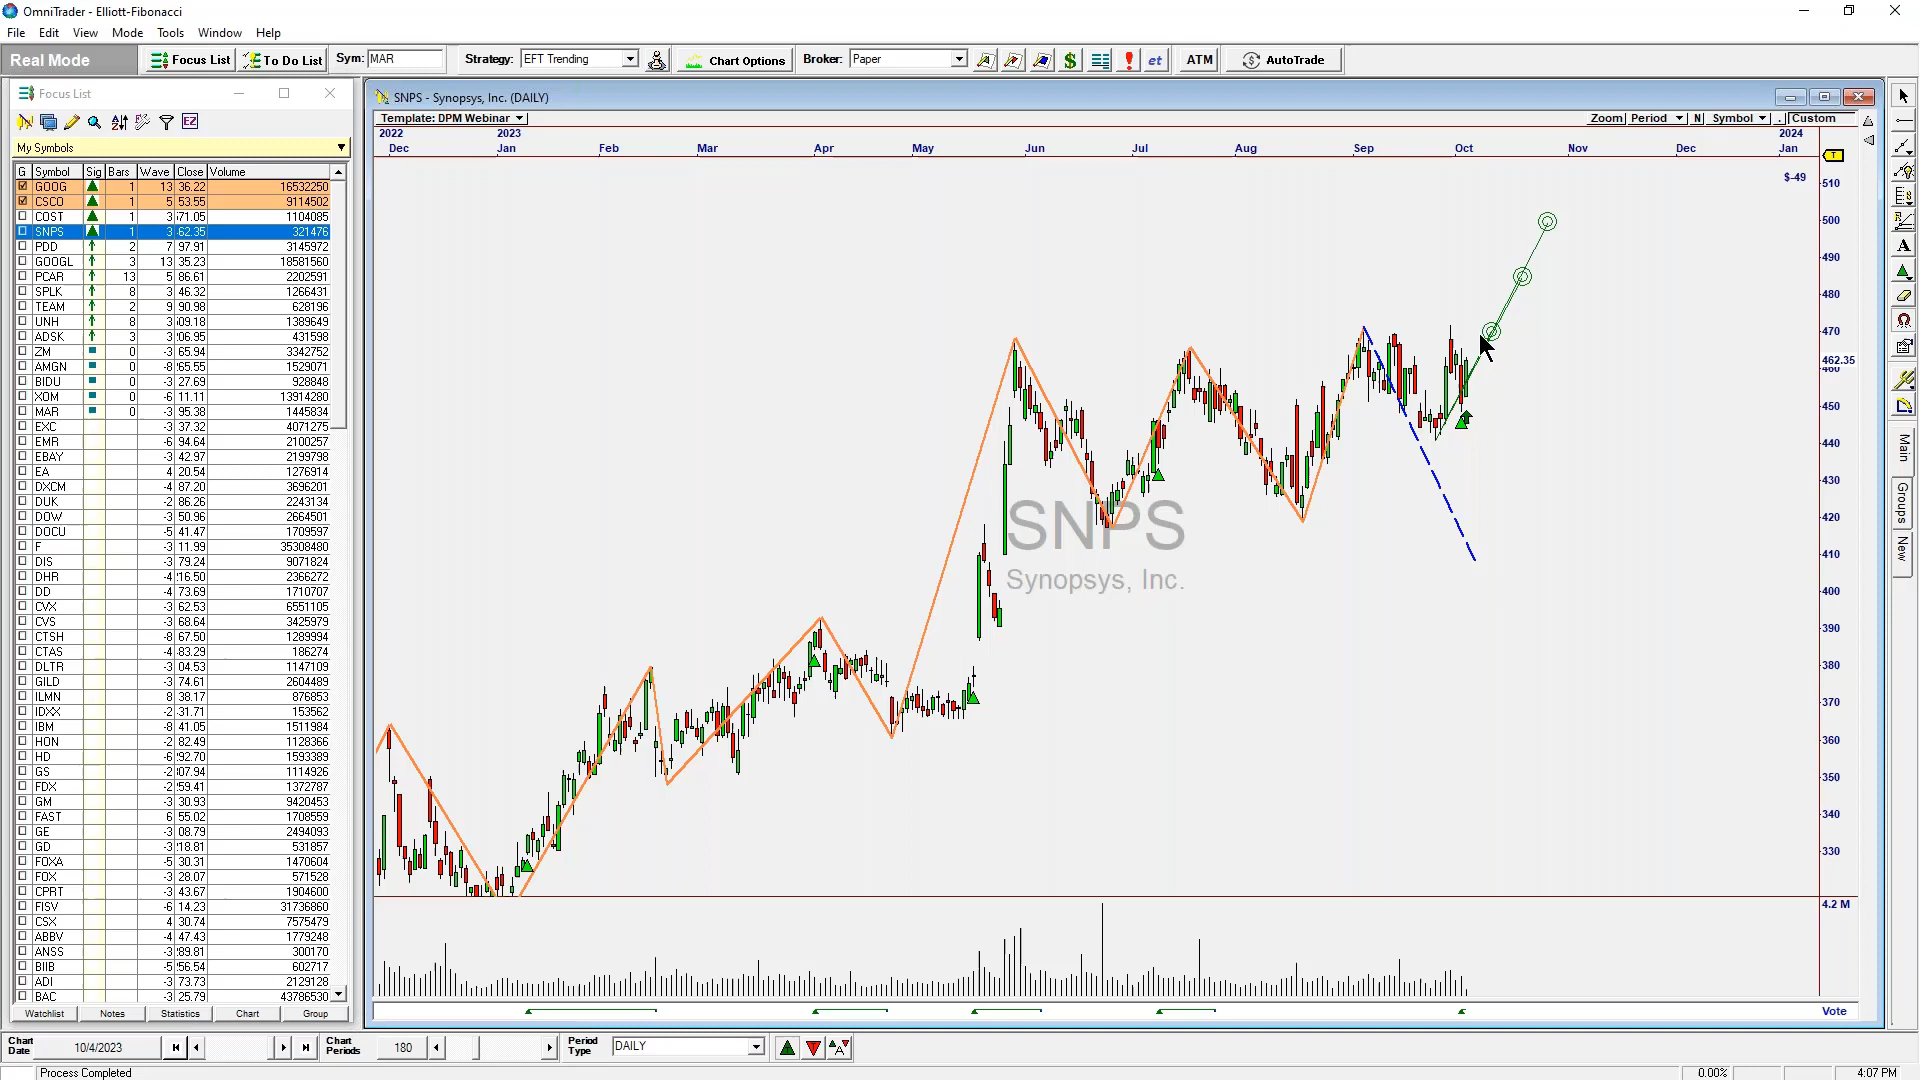 OmniTrader - Elliott-Fibonacci
File Edit View Mode Tools Window Help
Real Mode Focus List To Do List Sym: MAR Strategy: EFT Trending Chart Options Broker: Paper et ATM AutoTrade
Focus List
EZ
My Symbols
G Symbol Sig Bars Wave Close Volume
GOOG 1 13 36.22 16532250
CSCO 1 5 53.55 9114502
COST 1 3 71.05 1104085
SNPS 1 3 62.35 321476
PDD 2 7 97.91 3145972
GOOGL 3 13 35.23 18581560
PCAR 13 5 86.61 2202591
SPLK 8 3 46.32 1266431
TEAM 2 9 90.98 628196
UNH 8 3 09.18 1389649
ADSK 3 3 06.95 431598
ZM 0 -3 65.94 3342752
AMGN 0 -8 65.55 1529071
BIDU 0 -3 27.69 928848
XOM 0 -6 11.11 13914280
MAR 0 -3 95.38 1445834
EXC -3 37.32 4071275
EMR -6 94.64 2100257
EBAY -3 42.97 2199798
EA 4 20.54 1276914
DXCM -4 87.20 3696201
DUK -2 86.26 2243134
DOW -3 50.96 2664501
DOCU -5 41.47 1709597
F -3 11.99 35308480
DIS -3 79.24 9071824
DHR -4 16.50 2366272
DD -4 73.69 1710707
CVX -3 62.53 6551105
CVS -3 68.64 3425979
CTSH -8 67.50 1289994
CTAS -4 83.29 186274
DLTR -3 04.53 1147109
GILD -3 74.61 2604489
ILMN 8 38.17 876853
IDXX -2 31.71 153562
IBM -8 41.05 1511984
HON -2 82.49 1128366
HD -6 92.70 1593389
GS -2 07.94 1114926
FDX -2 59.41 1372787
GM -3 30.93 9420453
FAST 6 55.02 1708559
GE -3 08.79 2494093
GD -3 18.81 531857
FOXA -5 30.31 1470604
FOX -3 28.07 571528
CPRT -3 43.67 1904600
FISV -6 14.23 31736860
CSX 4 30.74 7575479
ABBV -4 47.43 1779248
ANSS -3 89.81 300170
BIIB -5 56.54 602717
ADI -3 73.73 2129128
BAC -3 25.79 43786530
Watchlist Notes Statistics Chart Group
SNPS - Synopsys, Inc. (DAILY)
Template: DPM Webinar Zoom Period N Symbol . Custom
2022 2023 2024
Dec Jan Feb Mar Apr May Jun Jul Aug Sep Oct Nov Dec Jan
T
$-49
510
500
490
480
470
462.35
460
450
440
430
420
410
400
390
380
370
360
350
340
330
SNPS
Synopsys, Inc.
4.2 M
Vote
A
Main
Groups
New
Chart Date 10/4/2023 Chart Periods 180 Period Type DAILY
Process Completed 0.00% 4:07 PM